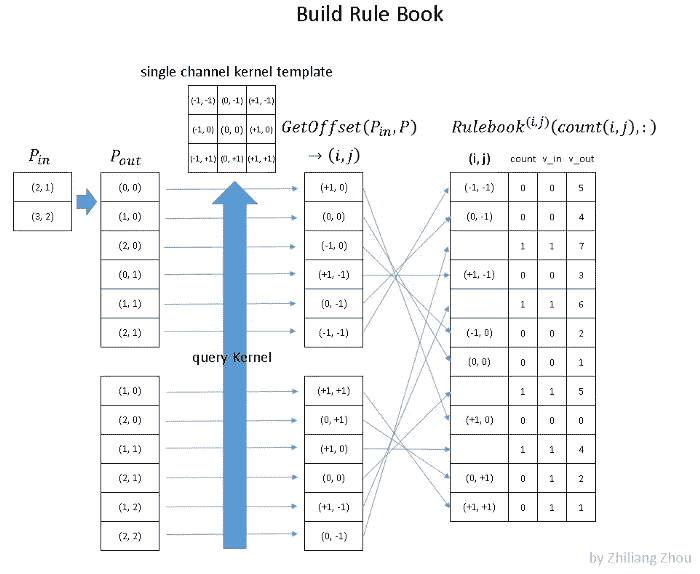 Build Rule Book
single channel kernel template
(-1, -1) (0, -1) (+1, -1)
(-1, 0) (0, 0) (+1, 0)
(-1, +1) (0, +1) (+1, +1)
GetOffset(P_in, P)
→ (i, j)
Rulebook^(i,j)(count(i,j),:)
P_in
(2, 1)
(3, 2)
P_out
(0, 0)
(1, 0)
(2, 0)
(0, 1)
(1, 1)
(2, 1)
(1, 0)
(2, 0)
(1, 1)
(2, 1)
(1, 2)
(2, 2)
query Kernel
(+1, 0)
(0, 0)
(-1, 0)
(+1, -1)
(0, -1)
(-1, -1)
(+1, +1)
(0, +1)
(+1, 0)
(0, 0)
(+1, -1)
(0, -1)
(i, j) count v_in v_out
(-1, -1) 0 0 5
(0, -1) 0 0 4
1 1 7
(+1, -1) 0 0 3
1 1 6
(-1, 0) 0 0 2
(0, 0) 0 0 1
1 1 5
(+1, 0) 0 0 0
1 1 4
(0, +1) 0 1 2
(+1, +1) 0 1 1
by Zhiliang Zhou